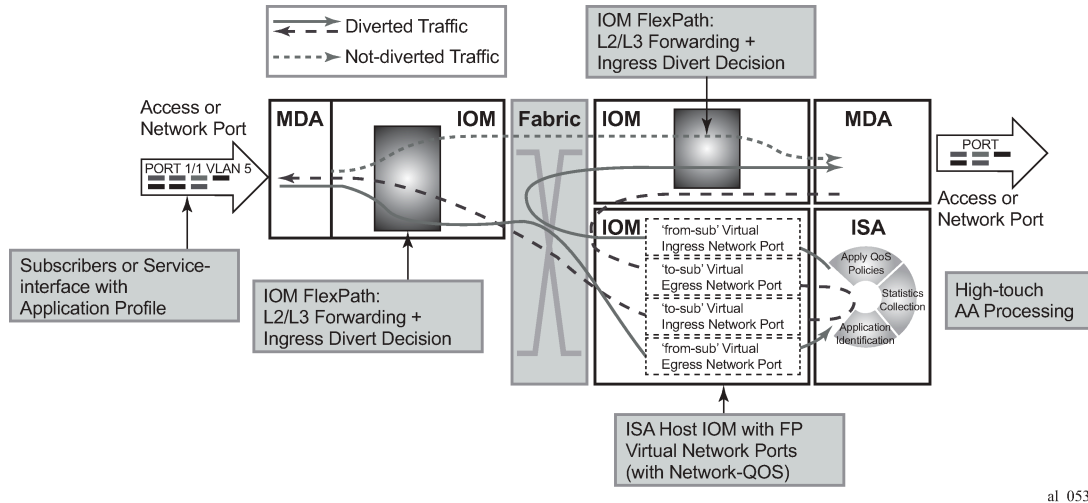 Diverted Traffic
Not-diverted Traffic
IOM FlexPath:
L2/L3 Forwarding +
Ingress Divert Decision
Access or
Network Port
PORT 1/1 VLAN 5
MDA
IOM
Fabric
IOM
MDA
PORT
Access or
Network Port
IOM
‘from-sub’ Virtual
Ingress Network Port
‘to-sub’ Virtual
Egress Network Port
‘to-sub’ Virtual
Ingress Network Port
‘from-sub’ Virtual
Egress Network Port
ISA
Apply QoS
Policies
Statistics
Collection
Application
Identification
High-touch
AA Processing
Subscribers or Service-
interface with
Application Profile
IOM FlexPath:
L2/L3 Forwarding +
Ingress Divert Decision
ISA Host IOM with FP
Virtual Network Ports
(with Network-QOS)
al_053